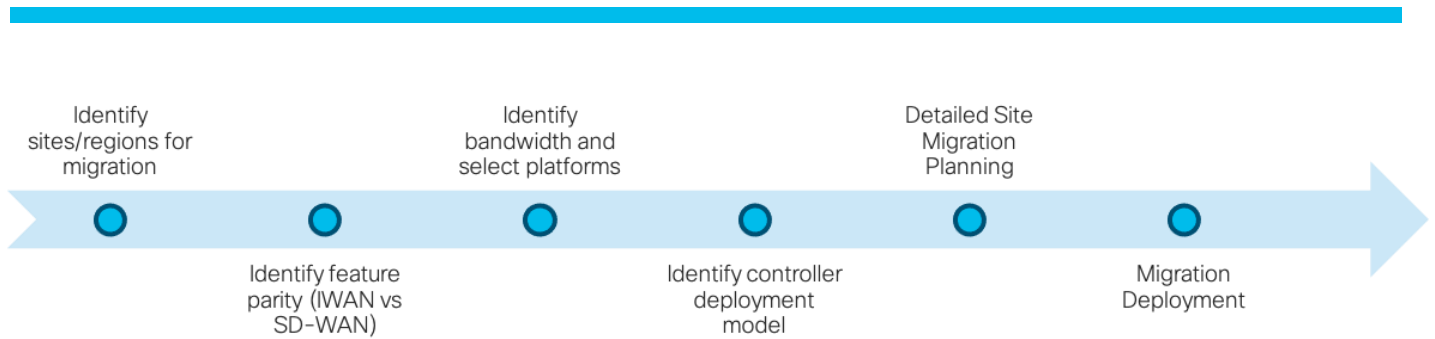 Identify
sites/regions for
migration
Identify feature
parity (IWAN vs
SD-WAN)
Identify
bandwidth and
select platforms
Identify controller
deployment
model
Detailed Site
Migration
Planning
Migration
Deployment